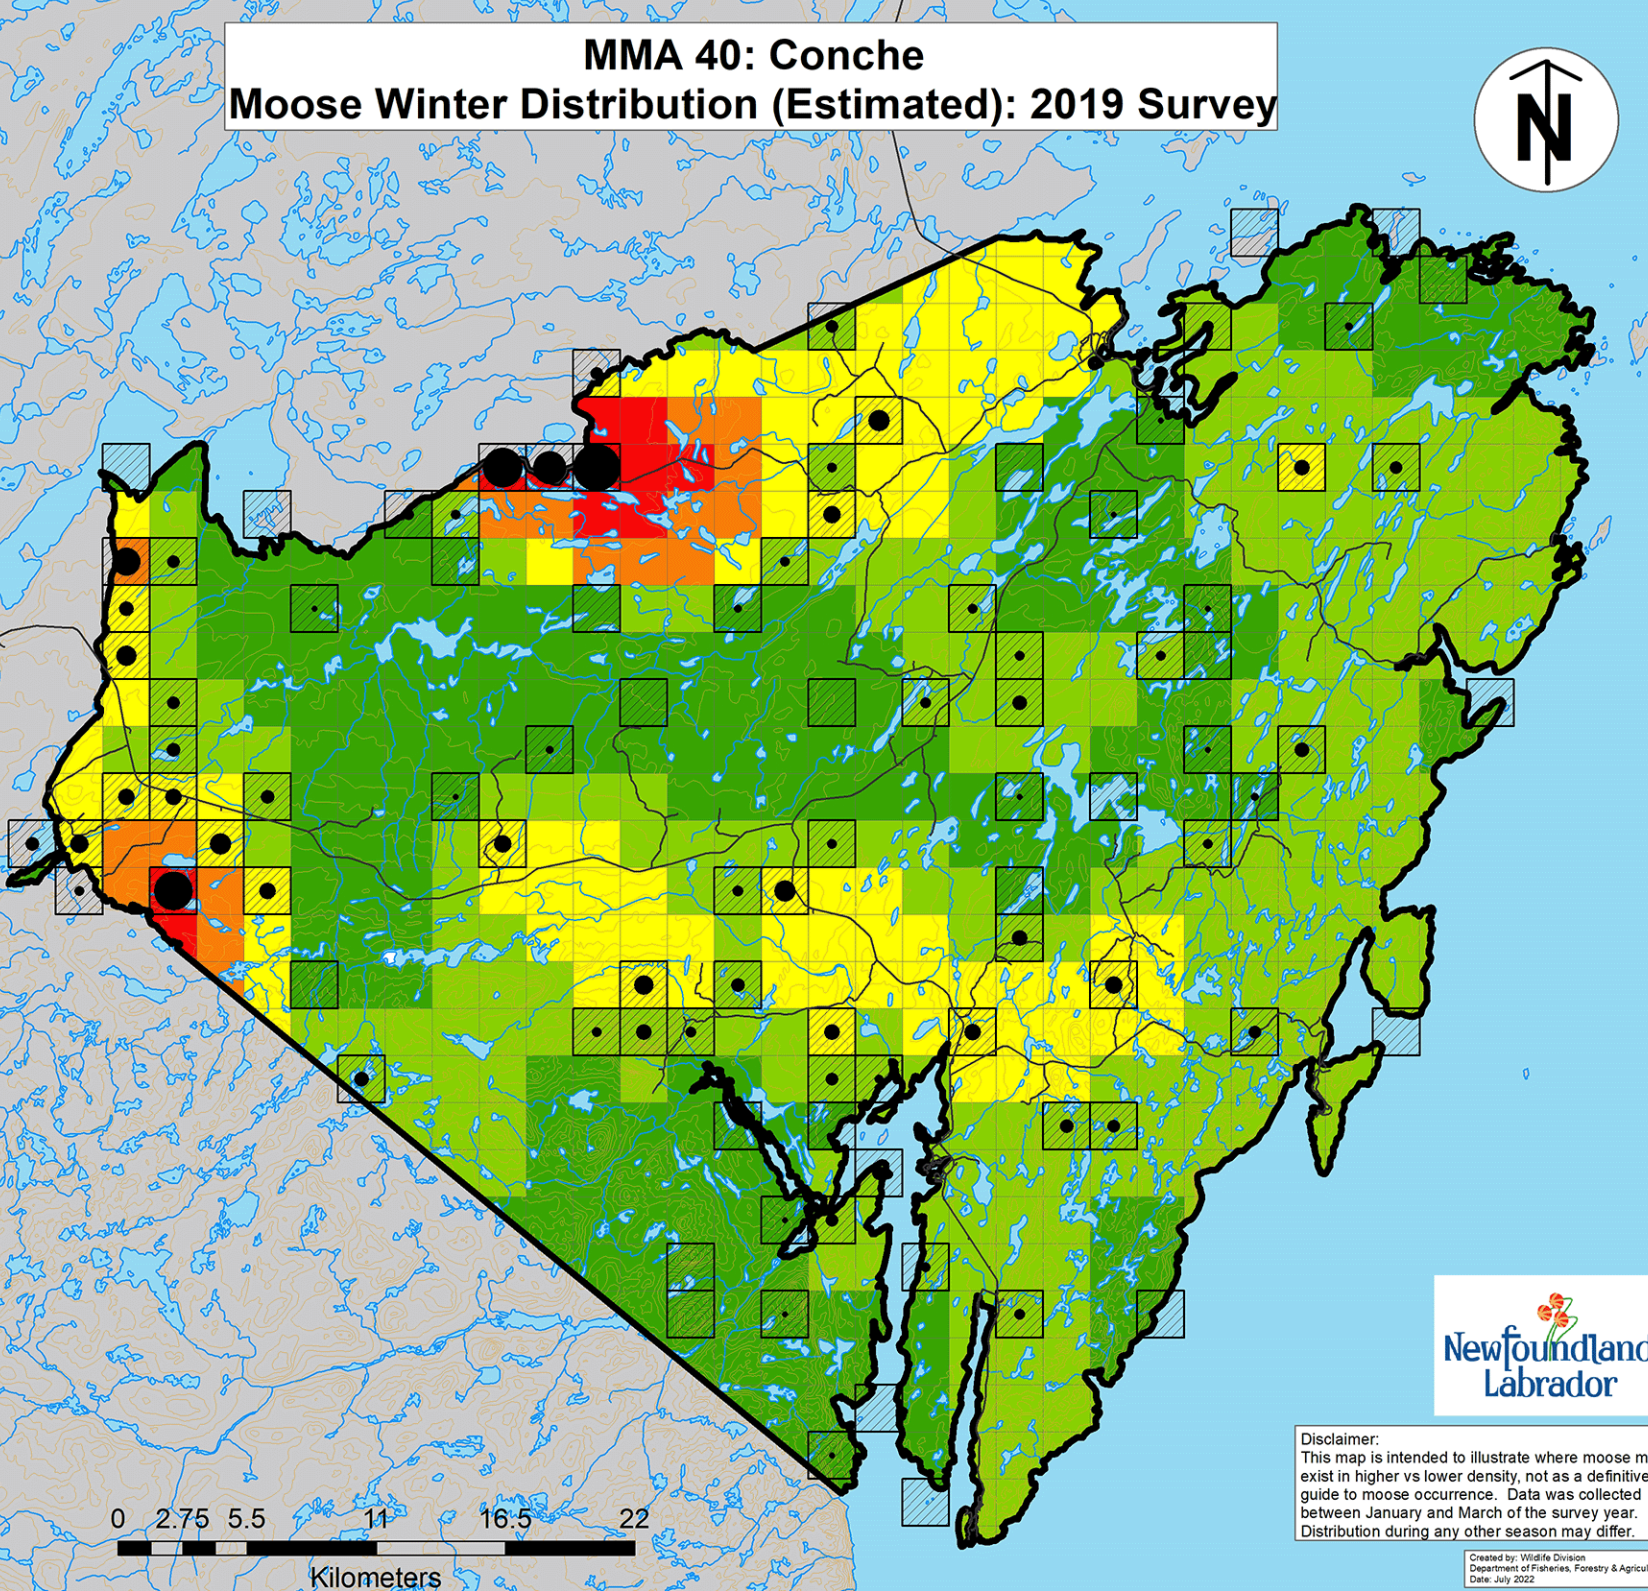 MMA 40: Conche
Moose Winter Distribution (Estimated): 2019 Survey
N
Newfoundland
Labrador
Disclaimer:
This map is intended to illustrate where moose m
exist in higher vs lower density, not as a definitive
guide to moose occurrence. Data was collected
between January and March of the survey year.
Distribution during any other season may differ.
0 2.75 5.5 11 16.5 22
Kilometers
Created by: Wildlife Division
Department of Fisheries, Forestry & Agricul
Date: July 2022